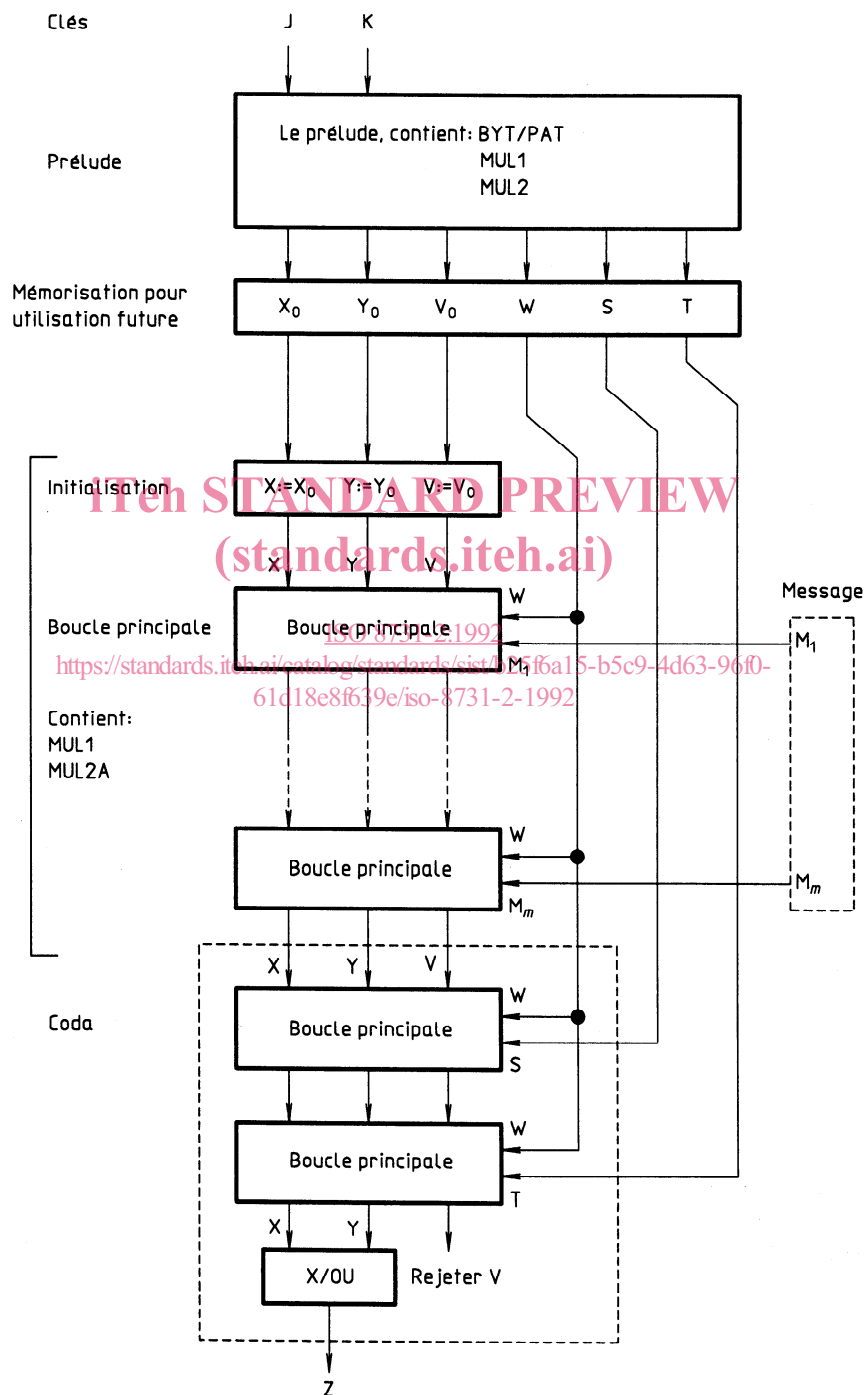 Clés J K
Le prélude, contient: BYT/PAT
Prélude MUL1
MUL2
Mémorisation pour
utilisation future
X₀ Y₀ V₀ W S T
Initialisation X:=X₀ Y:=Y₀ V:=V₀
iTeh STANDARD PREVIEW
(standards.iteh.ai)
X Y V
W
Message
Boucle principale Boucle principale M₁
ISO 8731-2:1992
M₁
https://standards.iteh.ai/catalog/standards/sist/b25f6a15-b5c9-4d63-96f0-
61d18e8f639e/iso-8731-2-1992
Contient:
MUL1
MUL2A
W
Boucle principale
Mₘ
Mₘ
X Y V
W
Coda Boucle principale
S
W
Boucle principale
T
X Y
X/OU Rejeter V
Z